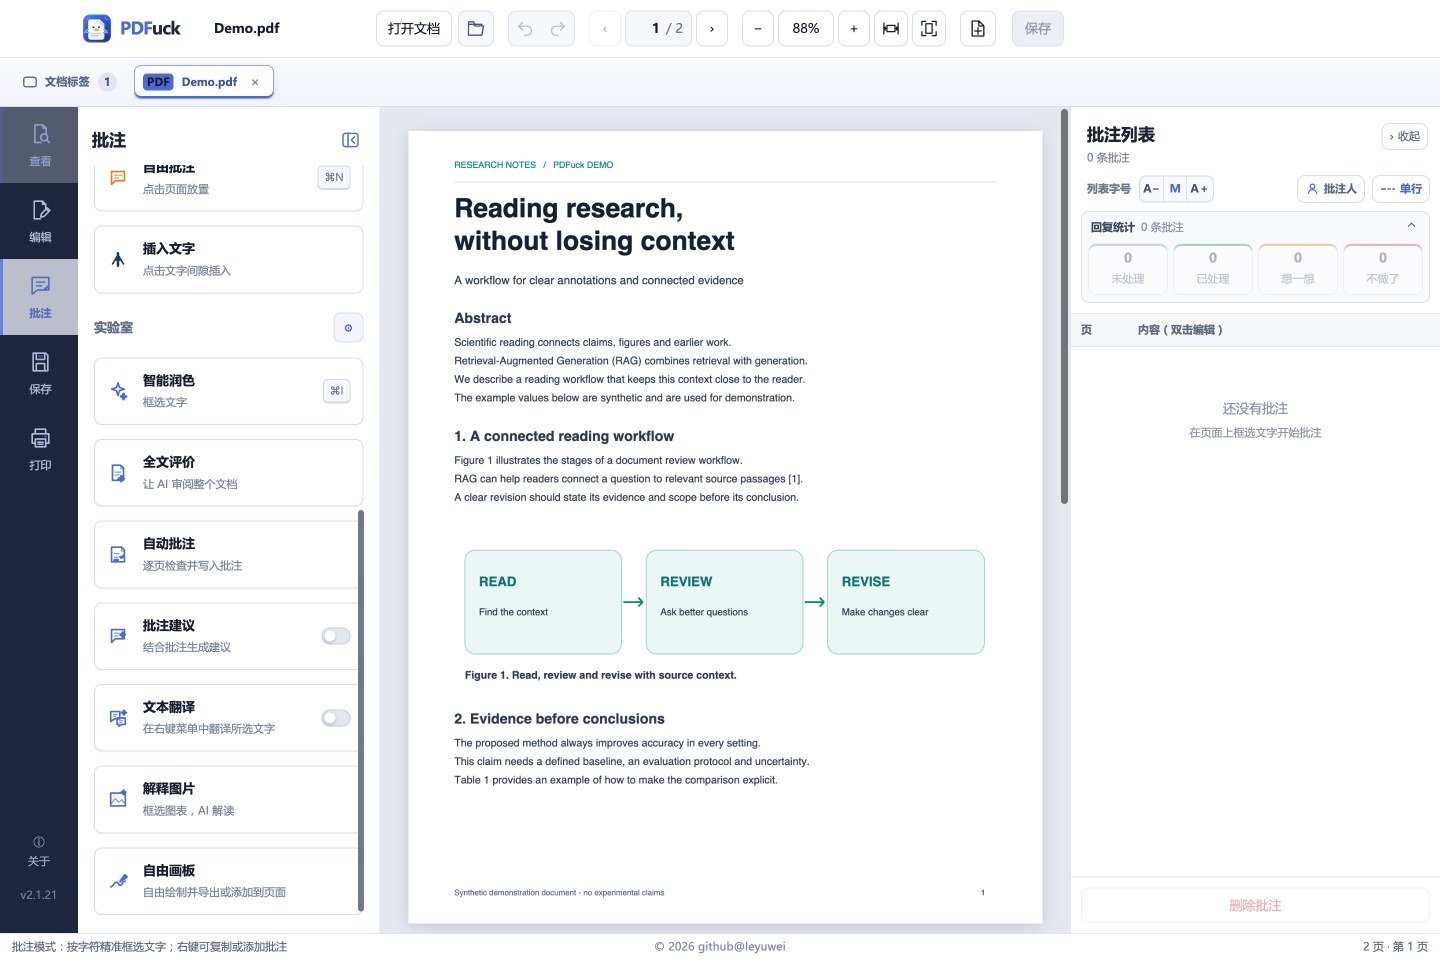 PDFuck
Demo.pdf
打开文档
‹
1 / 2
›
−
88%
+
保存
文档标签 1
PDF Demo.pdf ×
查看
编辑
批注
保存
打印
关于
v2.1.21
批注
自由批注
点击页面放置
⌘N
插入文字
点击文字间隙插入
实验室
智能润色
框选文字
⌘I
全文评价
让 AI 审阅整个文档
自动批注
逐页检查并写入批注
批注建议
结合批注生成建议
文本翻译
在右键菜单中翻译所选文字
解释图片
框选图表，AI 解读
自由画板
自由绘制并导出或添加到页面
RESEARCH NOTES / PDFuck DEMO
Reading research,
without losing context
A workflow for clear annotations and connected evidence
Abstract
Scientific reading connects claims, figures and earlier work.
Retrieval-Augmented Generation (RAG) combines retrieval with generation.
We describe a reading workflow that keeps this context close to the reader.
The example values below are synthetic and are used for demonstration.
1. A connected reading workflow
Figure 1 illustrates the stages of a document review workflow.
RAG can help readers connect a question to relevant source passages [1].
A clear revision should state its evidence and scope before its conclusion.
READ
Find the context
REVIEW
Ask better questions
REVISE
Make changes clear
Figure 1. Read, review and revise with source context.
2. Evidence before conclusions
The proposed method always improves accuracy in every setting.
This claim needs a defined baseline, an evaluation protocol and uncertainty.
Table 1 provides an example of how to make the comparison explicit.
Synthetic demonstration document - no experimental claims
1
批注列表
› 收起
0 条批注
列表字号 A− M A+
批注人
--- 单行
回复统计 0 条批注
0 0 0 0
未处理 已处理 想一想 不做了
页 内容（双击编辑）
还没有批注
在页面上框选文字开始批注
删除批注
批注模式：按字符精准框选文字；右键可复制或添加批注
© 2026 github@leyuwei
2 页 · 第 1 页